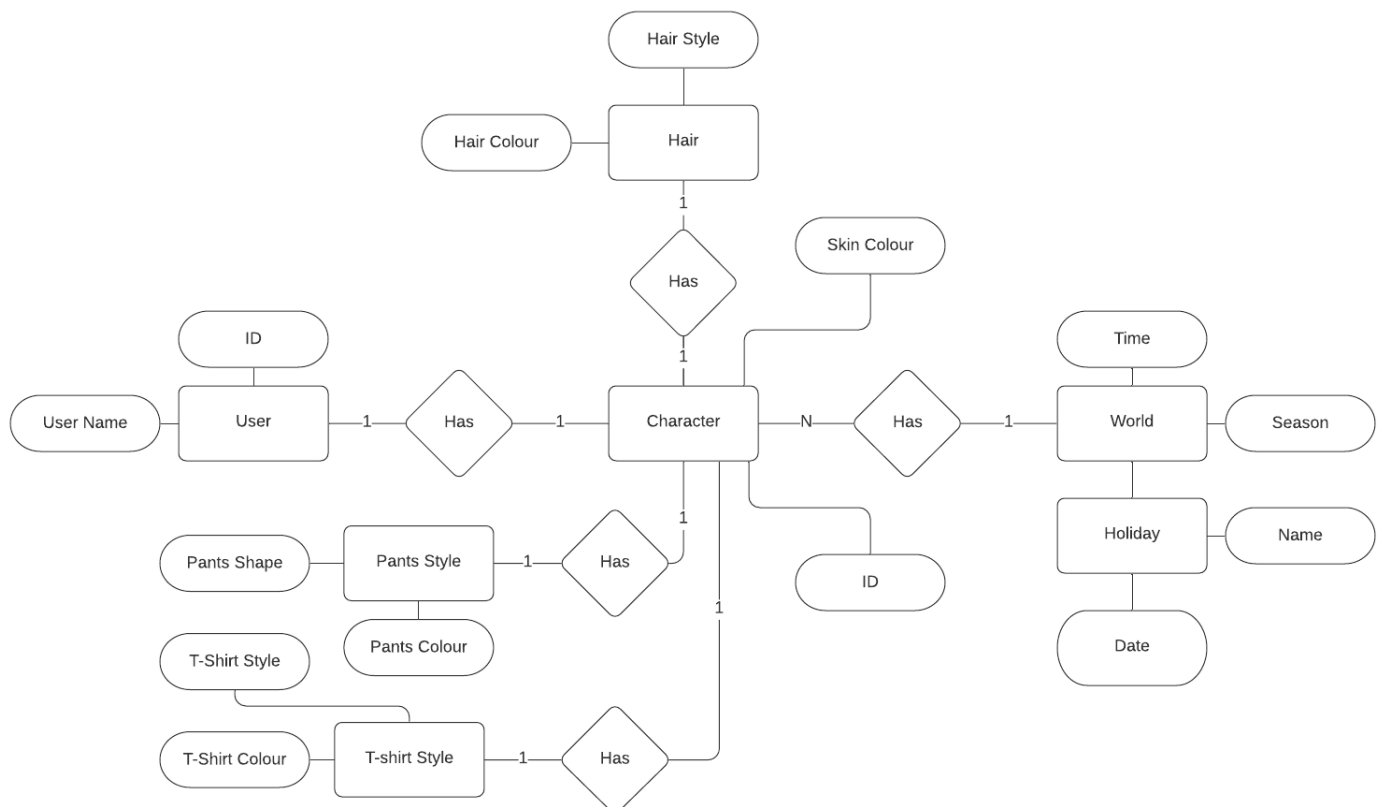 Hair Style
Hair Colour
Hair
1
Has
Skin Colour
1
ID
Time
User Name
User
1
Has
1
Character
N
Has
1
World
Season
1
Holiday
Name
Pants Shape
Pants Style
1
Has
ID
1
Pants Colour
Date
T-Shirt Style
T-Shirt Colour
T-shirt Style
1
Has